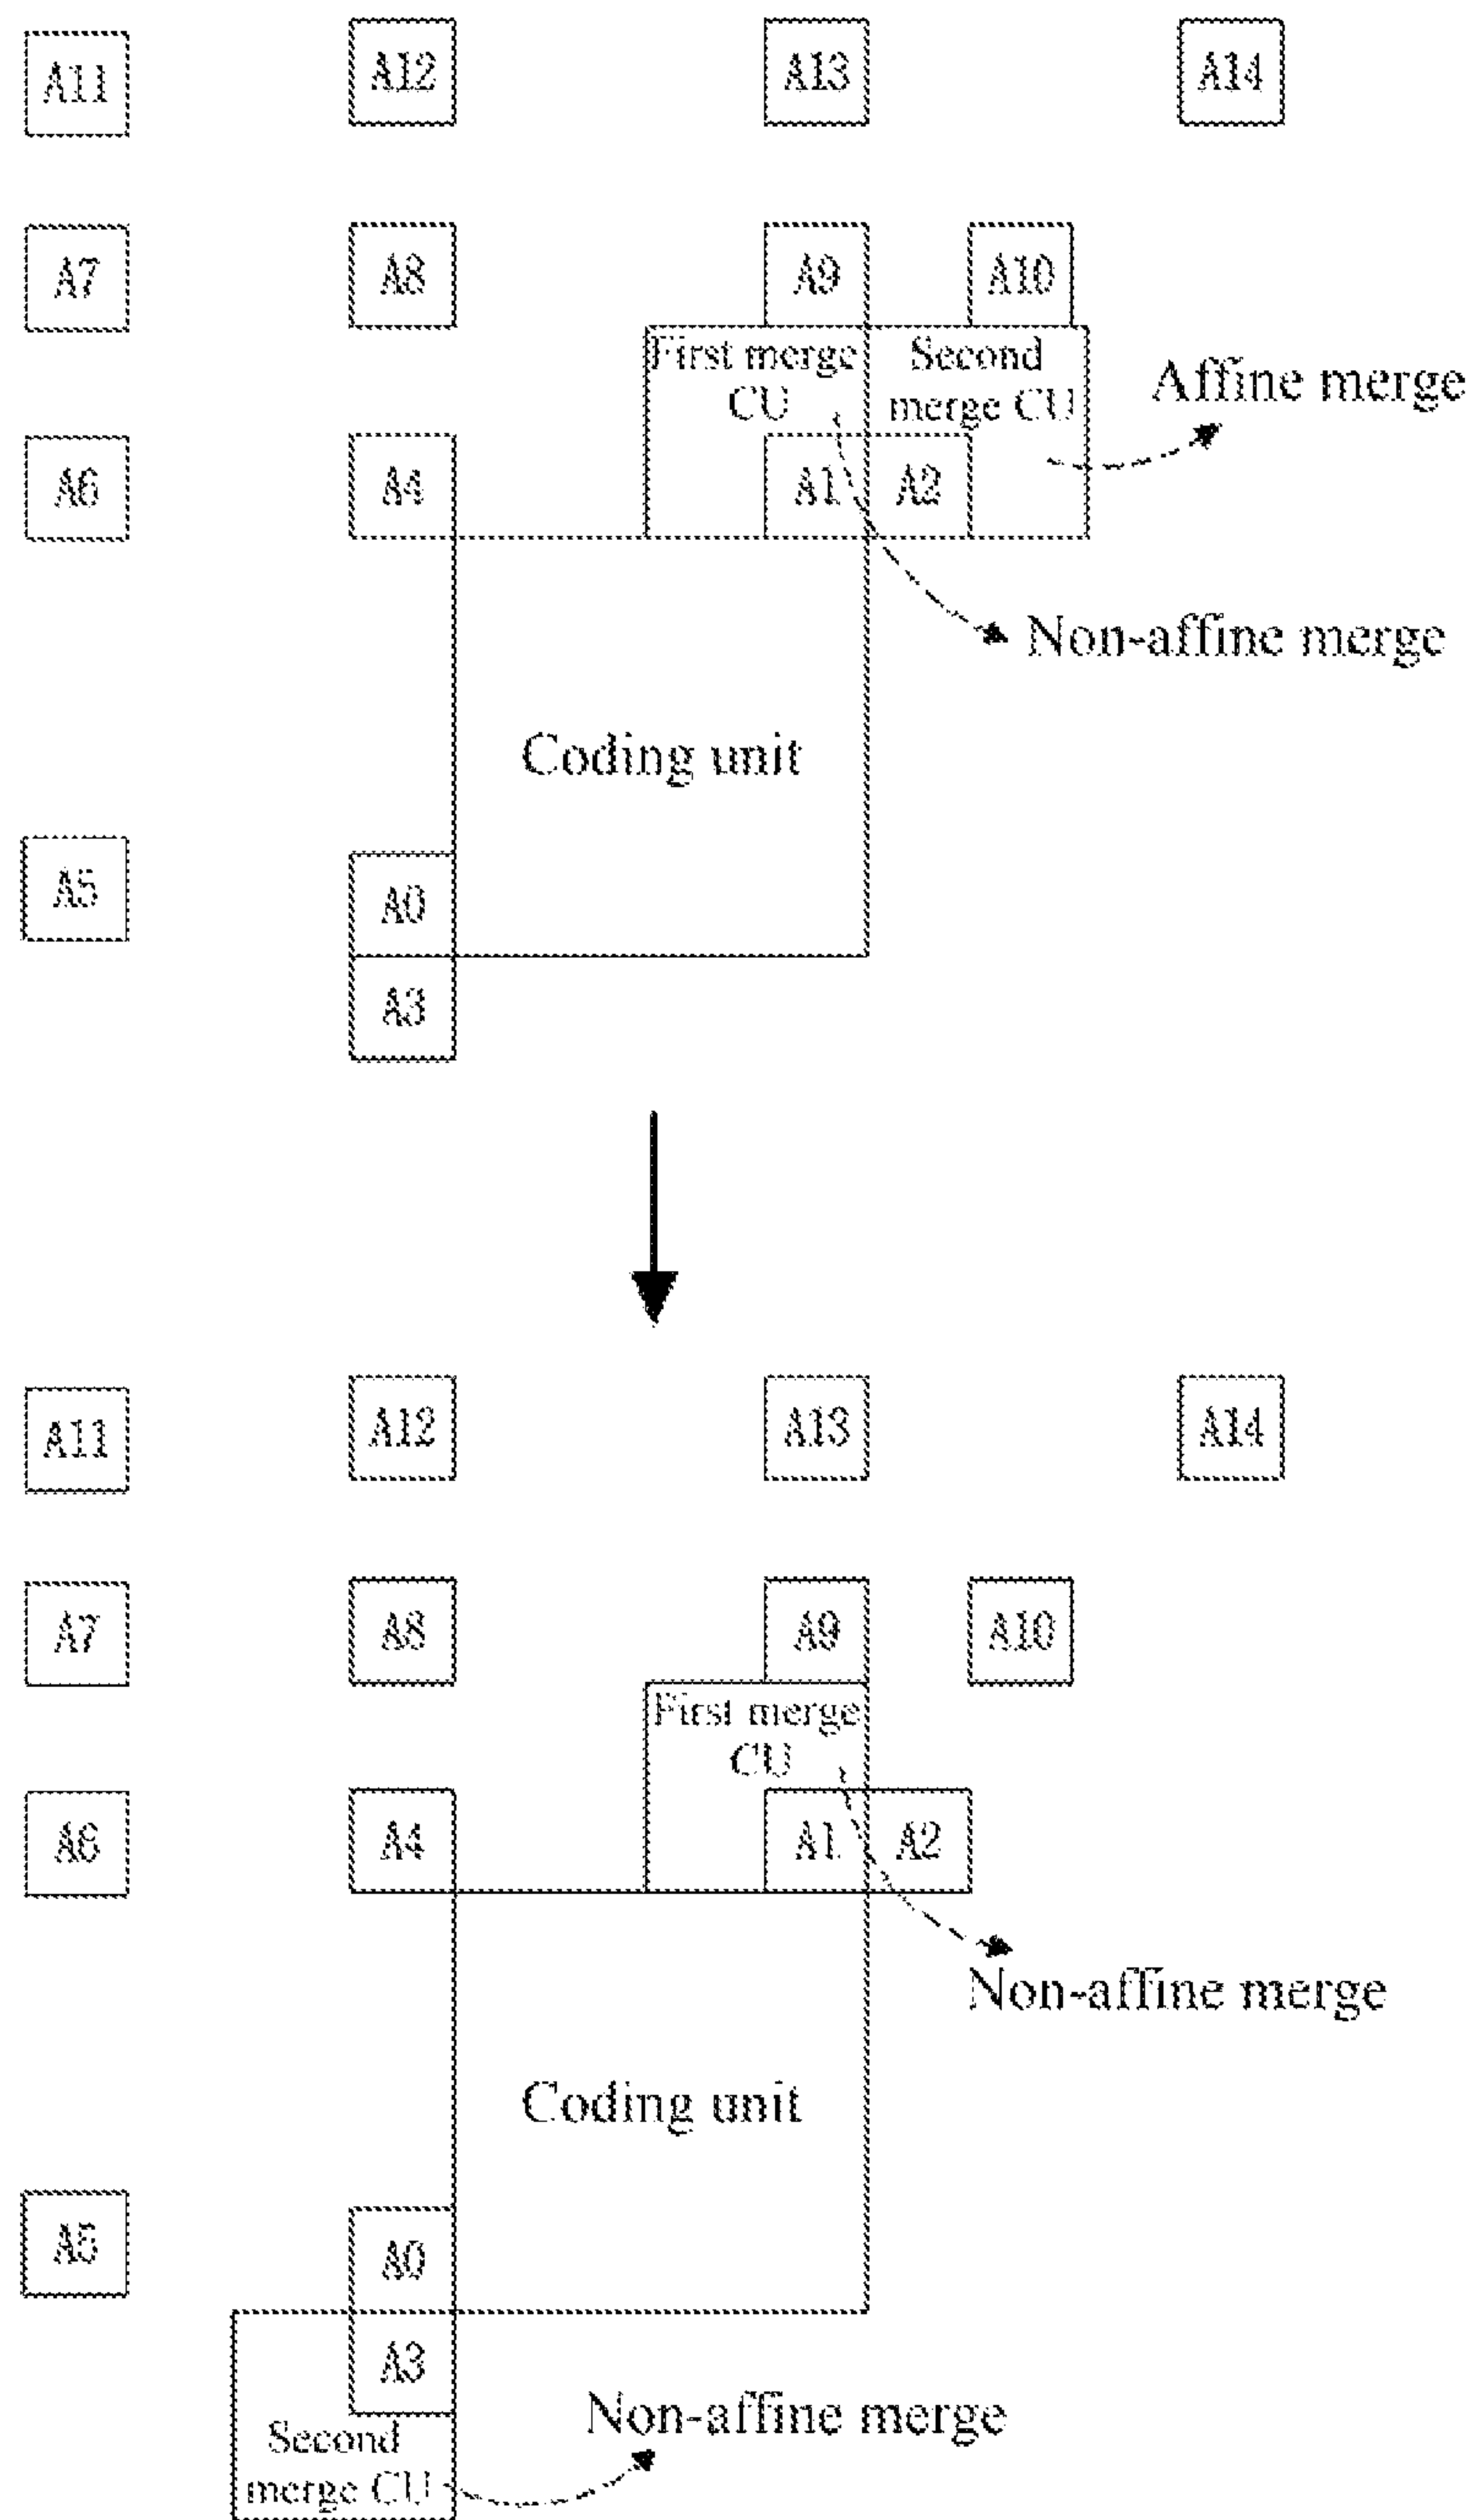 A11
A12
A13
A14
A7
A8
A9
A10
First merge
CU
Second
merge CU
Affine merge
A6
A4
A1
A2
Non-affine merge
Coding unit
A5
A0
A3
A11
A12
A13
A14
A7
A8
A9
A10
First merge
CU
A6
A4
A1
A2
Non-affine merge
Coding unit
A5
A0
A3
Non-affine merge
Second
merge CU